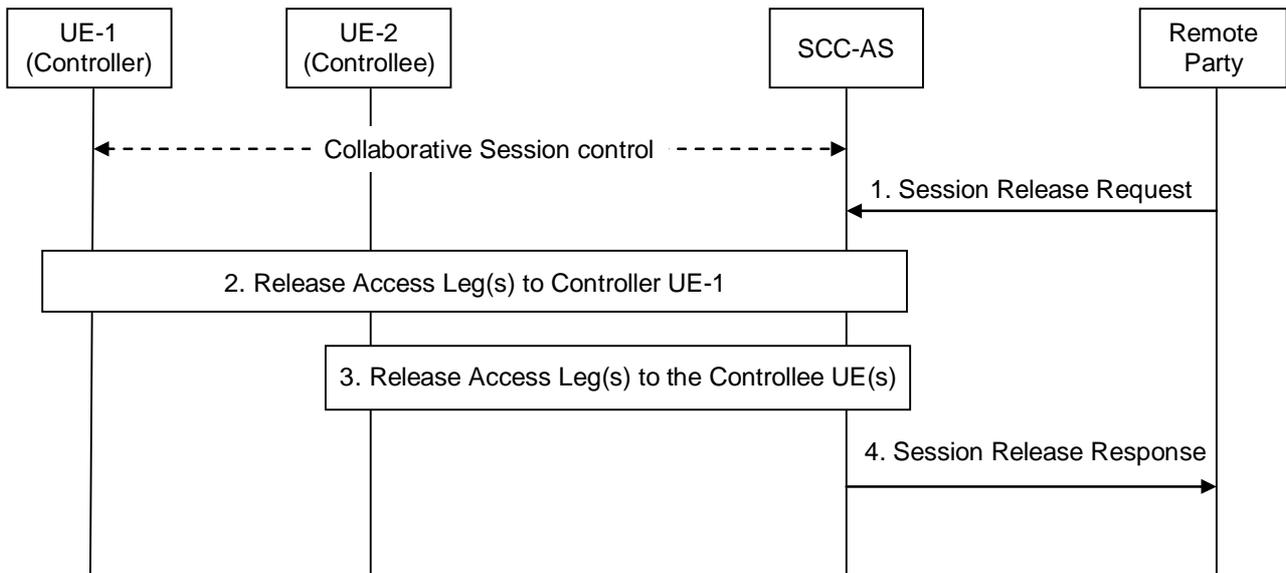 UE-1
(Controller)
UE-2
(Controllee)
SCC-AS
Remote
Party
Collaborative Session control
1. Session Release Request
2. Release Access Leg(s) to Controller UE-1
3. Release Access Leg(s) to the Controllee UE(s)
4. Session Release Response